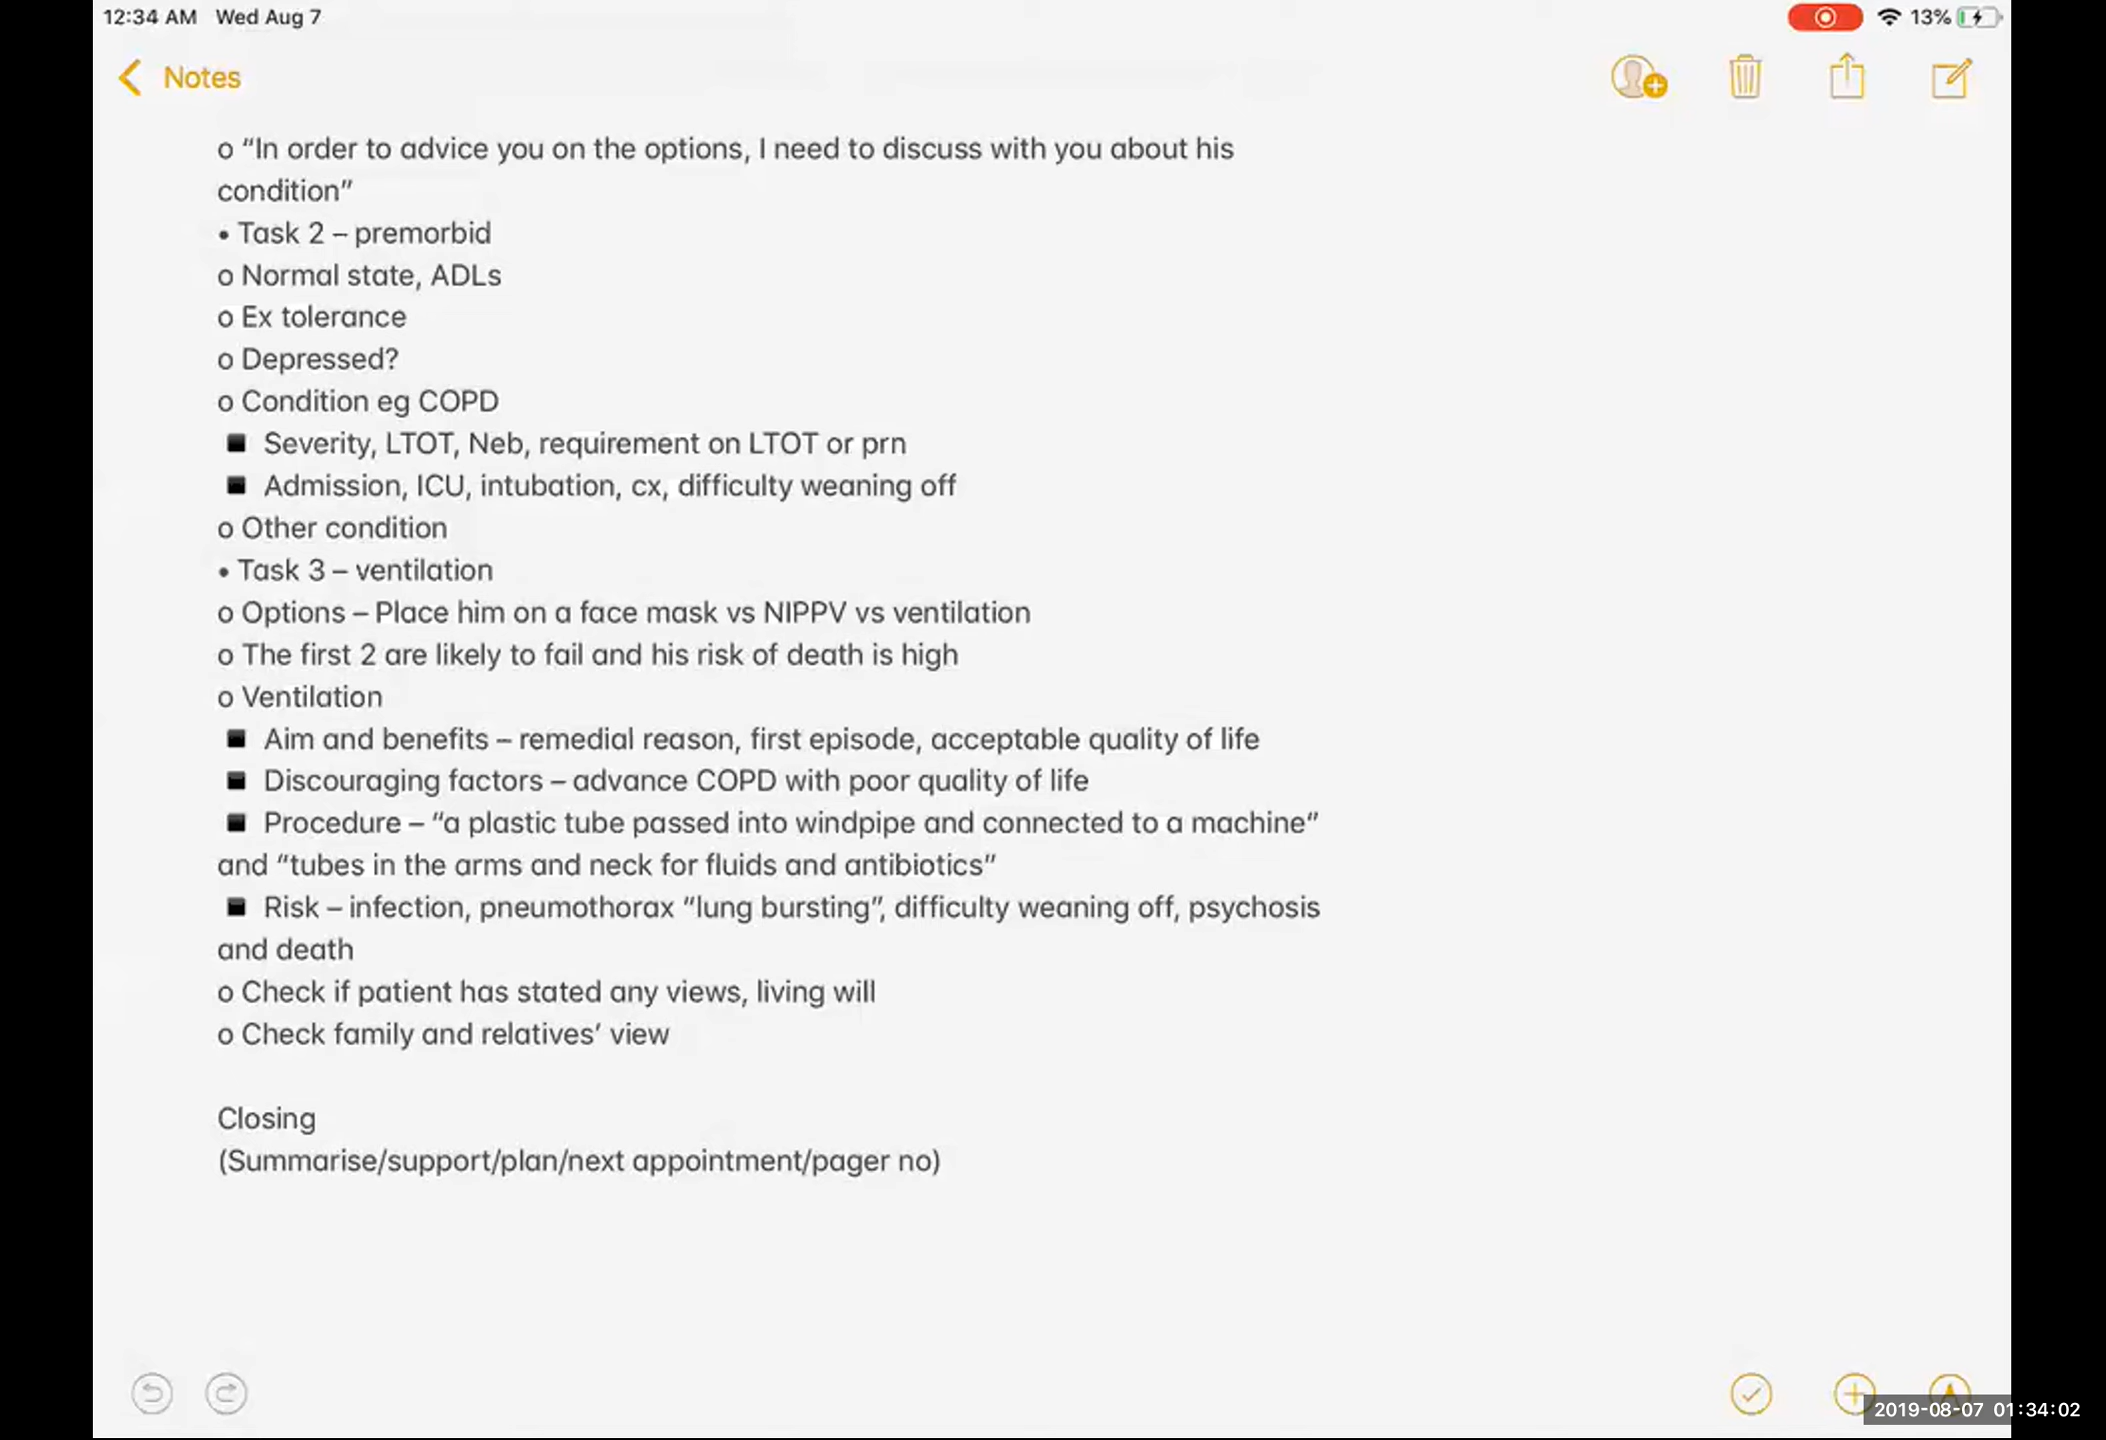 12:34 AM Wed Aug 7
13%
Notes
o “In order to advice you on the options, I need to discuss with you about his
condition”
• Task 2 – premorbid
o Normal state, ADLs
o Ex tolerance
o Depressed?
o Condition eg COPD
▪ Severity, LTOT, Neb, requirement on LTOT or prn
▪ Admission, ICU, intubation, cx, difficulty weaning off
o Other condition
• Task 3 – ventilation
o Options – Place him on a face mask vs NIPPV vs ventilation
o The first 2 are likely to fail and his risk of death is high
o Ventilation
▪ Aim and benefits – remedial reason, first episode, acceptable quality of life
▪ Discouraging factors – advance COPD with poor quality of life
▪ Procedure – “a plastic tube passed into windpipe and connected to a machine”
and “tubes in the arms and neck for fluids and antibiotics”
▪ Risk – infection, pneumothorax “lung bursting”, difficulty weaning off, psychosis
and death
o Check if patient has stated any views, living will
o Check family and relatives’ view
Closing
(Summarise/support/plan/next appointment/pager no)
2019-08-07 01:34:02